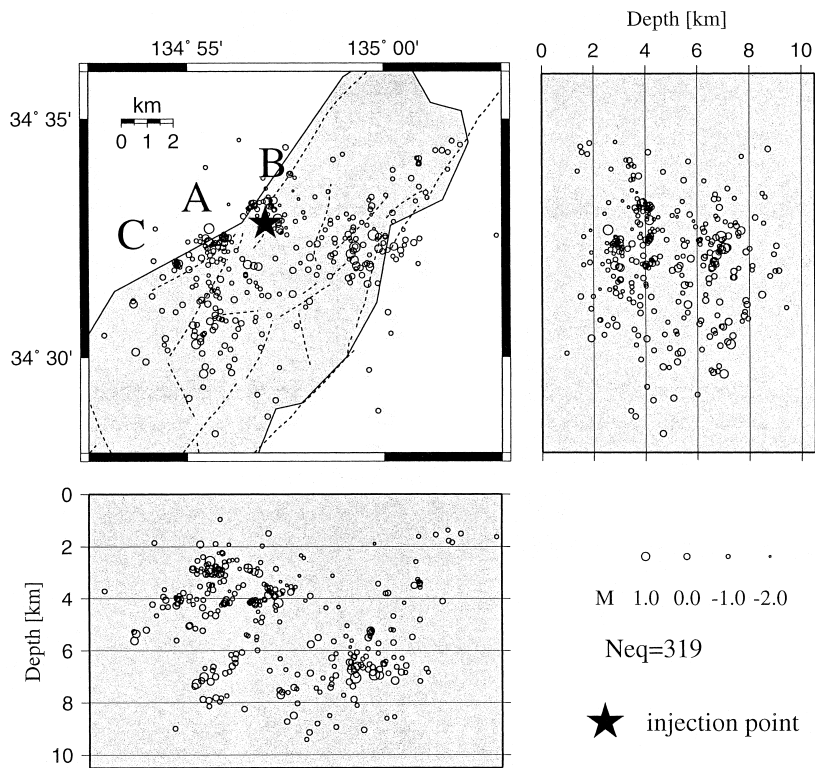 Depth [km]
134˚ 55'
135˚ 00'
0 2 4 6 8 10
km
0 1 2
34˚ 35'
B
A
C
34˚ 30'
0
2
4
6
8
10
Depth [km]
M 1.0 0.0 -1.0 -2.0
Neq=319
injection point